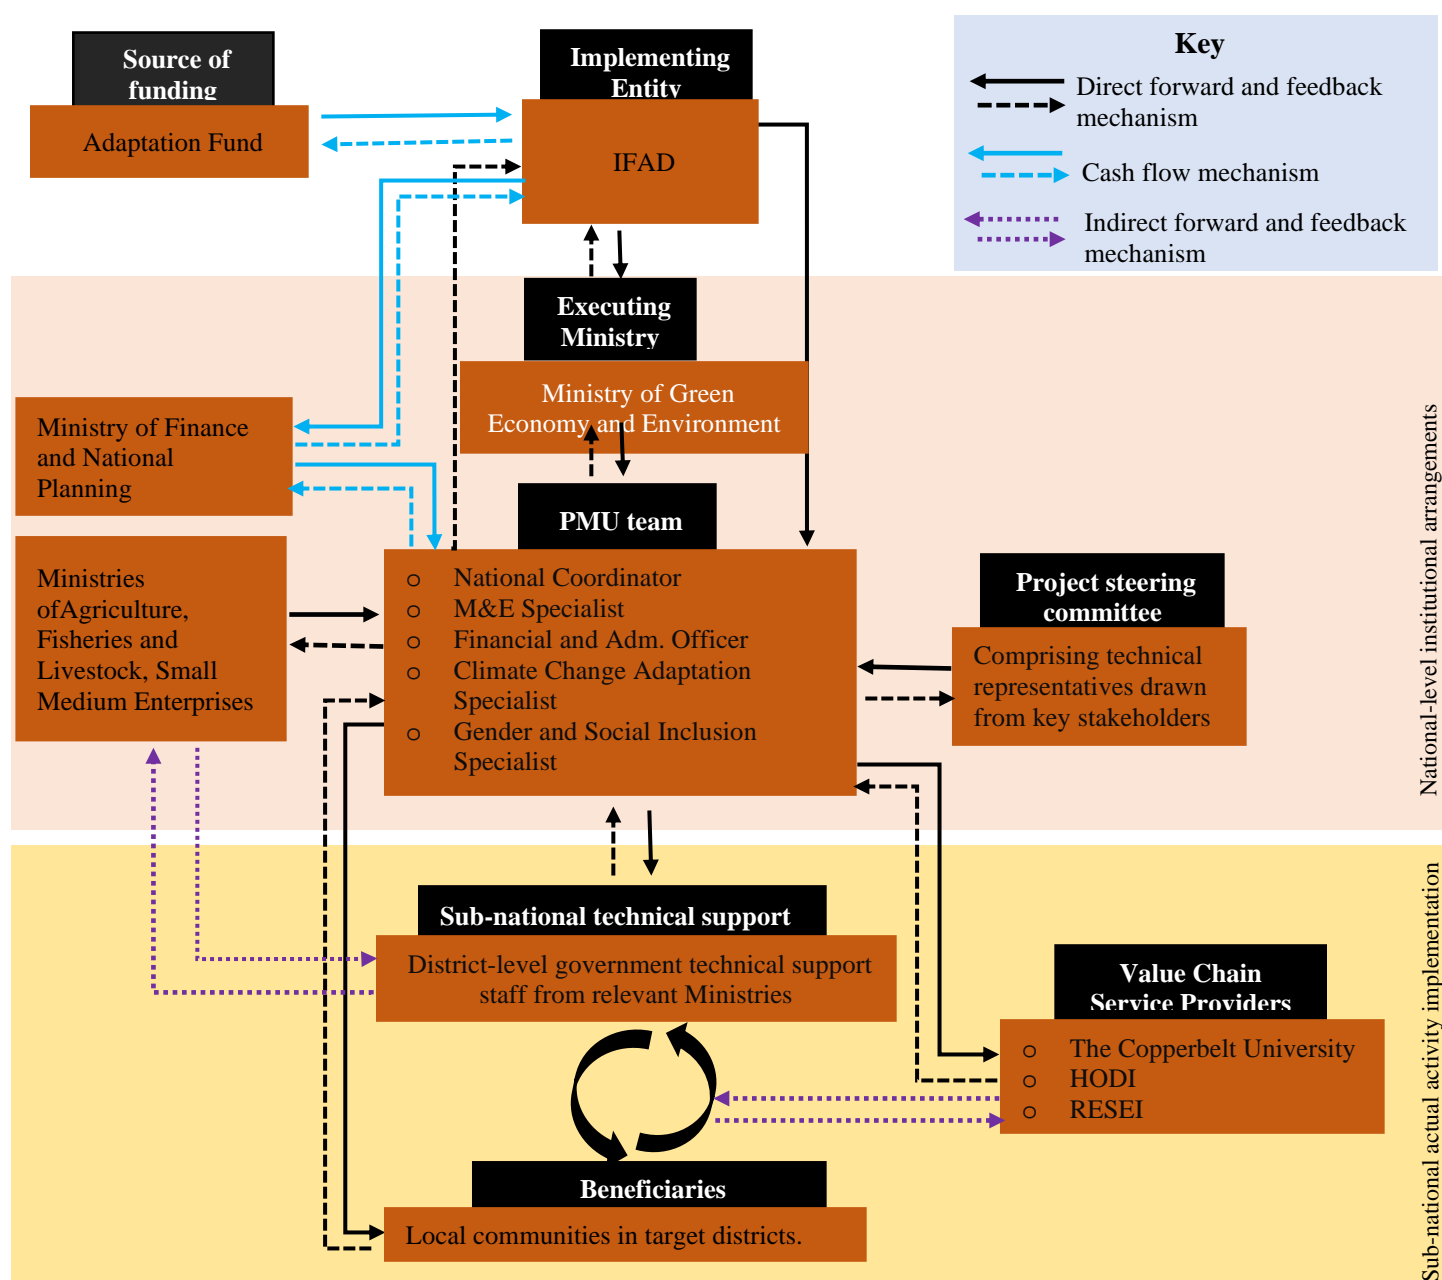 Source of
funding
Adaptation Fund
Implementing
Entity
IFAD
Key
Direct forward and feedback
mechanism
Cash flow mechanism
Indirect forward and feedback
mechanism
Executing
Ministry
Ministry of Green
Economy and Environment
Ministry of Finance
and National
Planning
PMU team
National Coordinator
M&E Specialist
Financial and Adm. Officer
Climate Change Adaptation
Specialist
Gender and Social Inclusion
Specialist
Ministries
ofAgriculture,
Fisheries and
Livestock, Small
Medium Enterprises
Project steering
committee
Comprising technical
representatives drawn
from key stakeholders
National-level institutional arrangements
Sub-national technical support
District-level government technical support
staff from relevant Ministries
Value Chain
Service Providers
The Copperbelt University
HODI
RESEI
Beneficiaries
Local communities in target districts.
Sub-national actual activity implementation